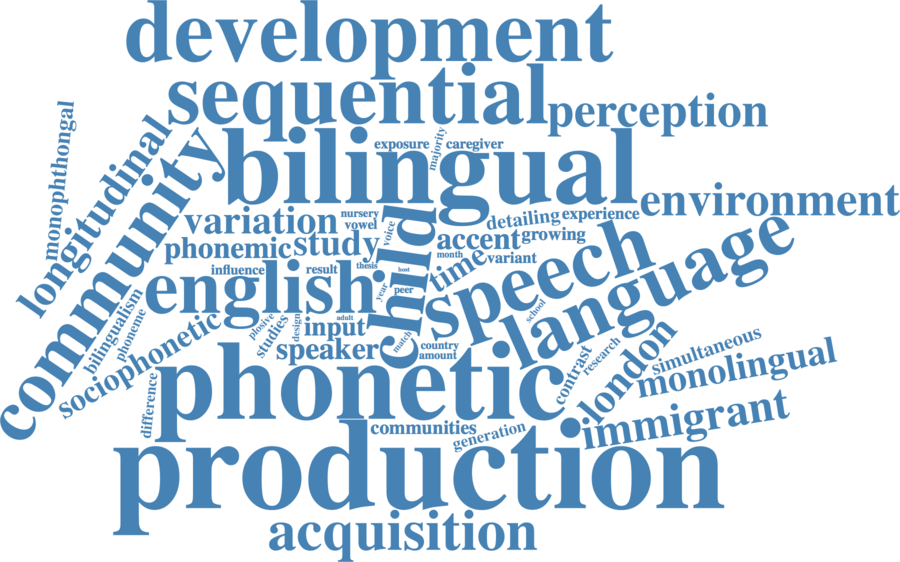 development
sequential
perception
monophthongal
longitudinal
community
bilingual
exposure
majority
caregiver
environment
variation
nursery
vowel
voice
child
detailing
experience
phonemic
study
accent
growing
speech
language
influence
result
thesis
host
month
time
variant
english
year
peer
bilingualism
phoneme
sociophonetic
plosive
studies
design
adult
input
match
school
country
amount
speaker
contrast
research
london
simultaneous
monolingual
difference
phonetic
communities
generation
immigrant
production
acquisition